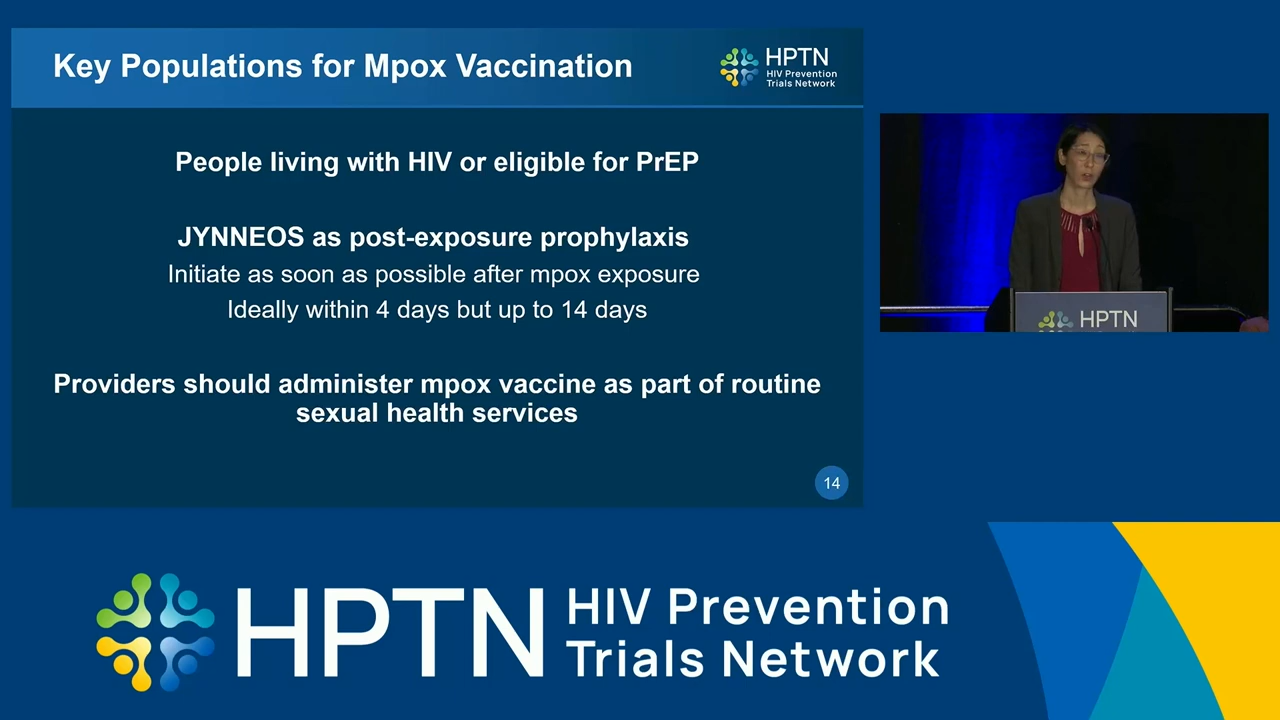 Key Populations for Mpox Vaccination
HPTN
HIV Prevention
Trials Network
People living with HIV or eligible for PrEP
JYNNEOS as post-exposure prophylaxis
Initiate as soon as possible after mpox exposure
Ideally within 4 days but up to 14 days
Providers should administer mpox vaccine as part of routine
sexual health services
14
HPTN
HPTN
HIV Prevention
Trials Network